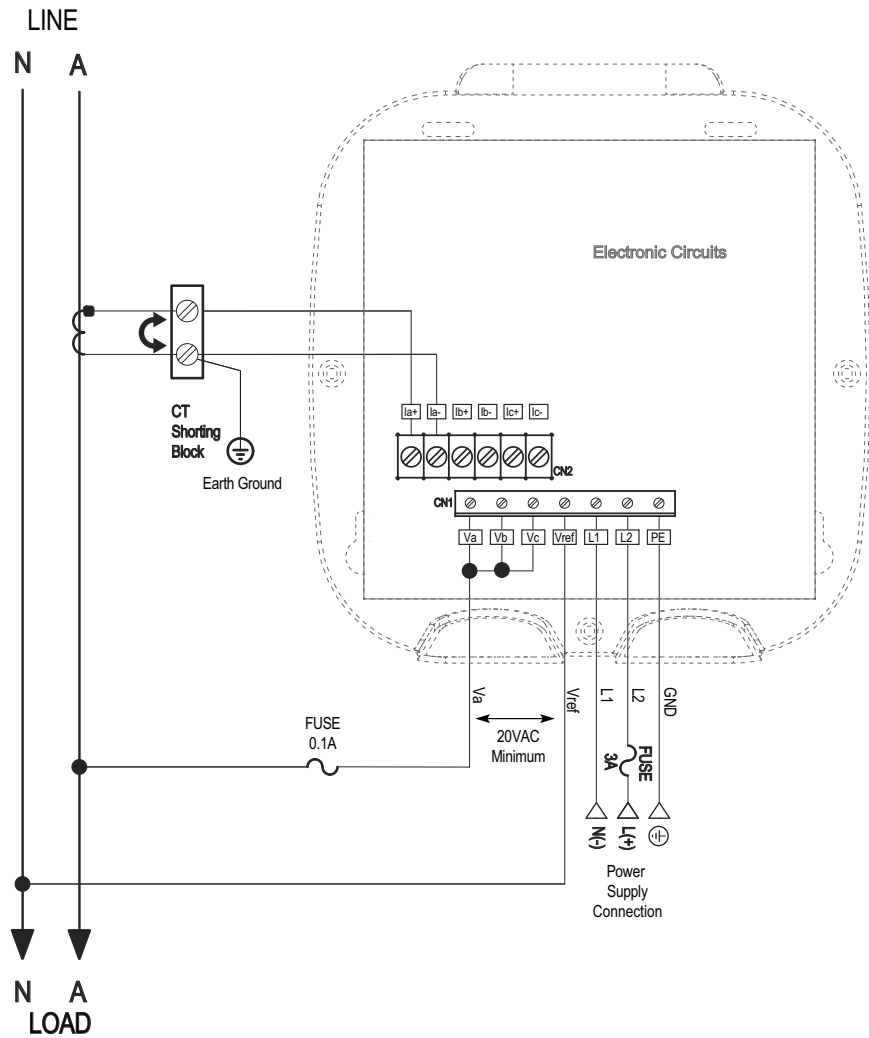 LINE
N A
Electronic Circuits
CT
Shorting
Block
Earth Ground
Ia+ Ia- Ib+ Ib- Ic+ Ic-
CN2
CN1
Va Vb Vc Vref L1 L2 PE
Va Vref L1 L2 GND
20VAC
Minimum
FUSE
0.1A
FUSE
3A
N(-) L(+)
Power
Supply
Connection
N A
LOAD